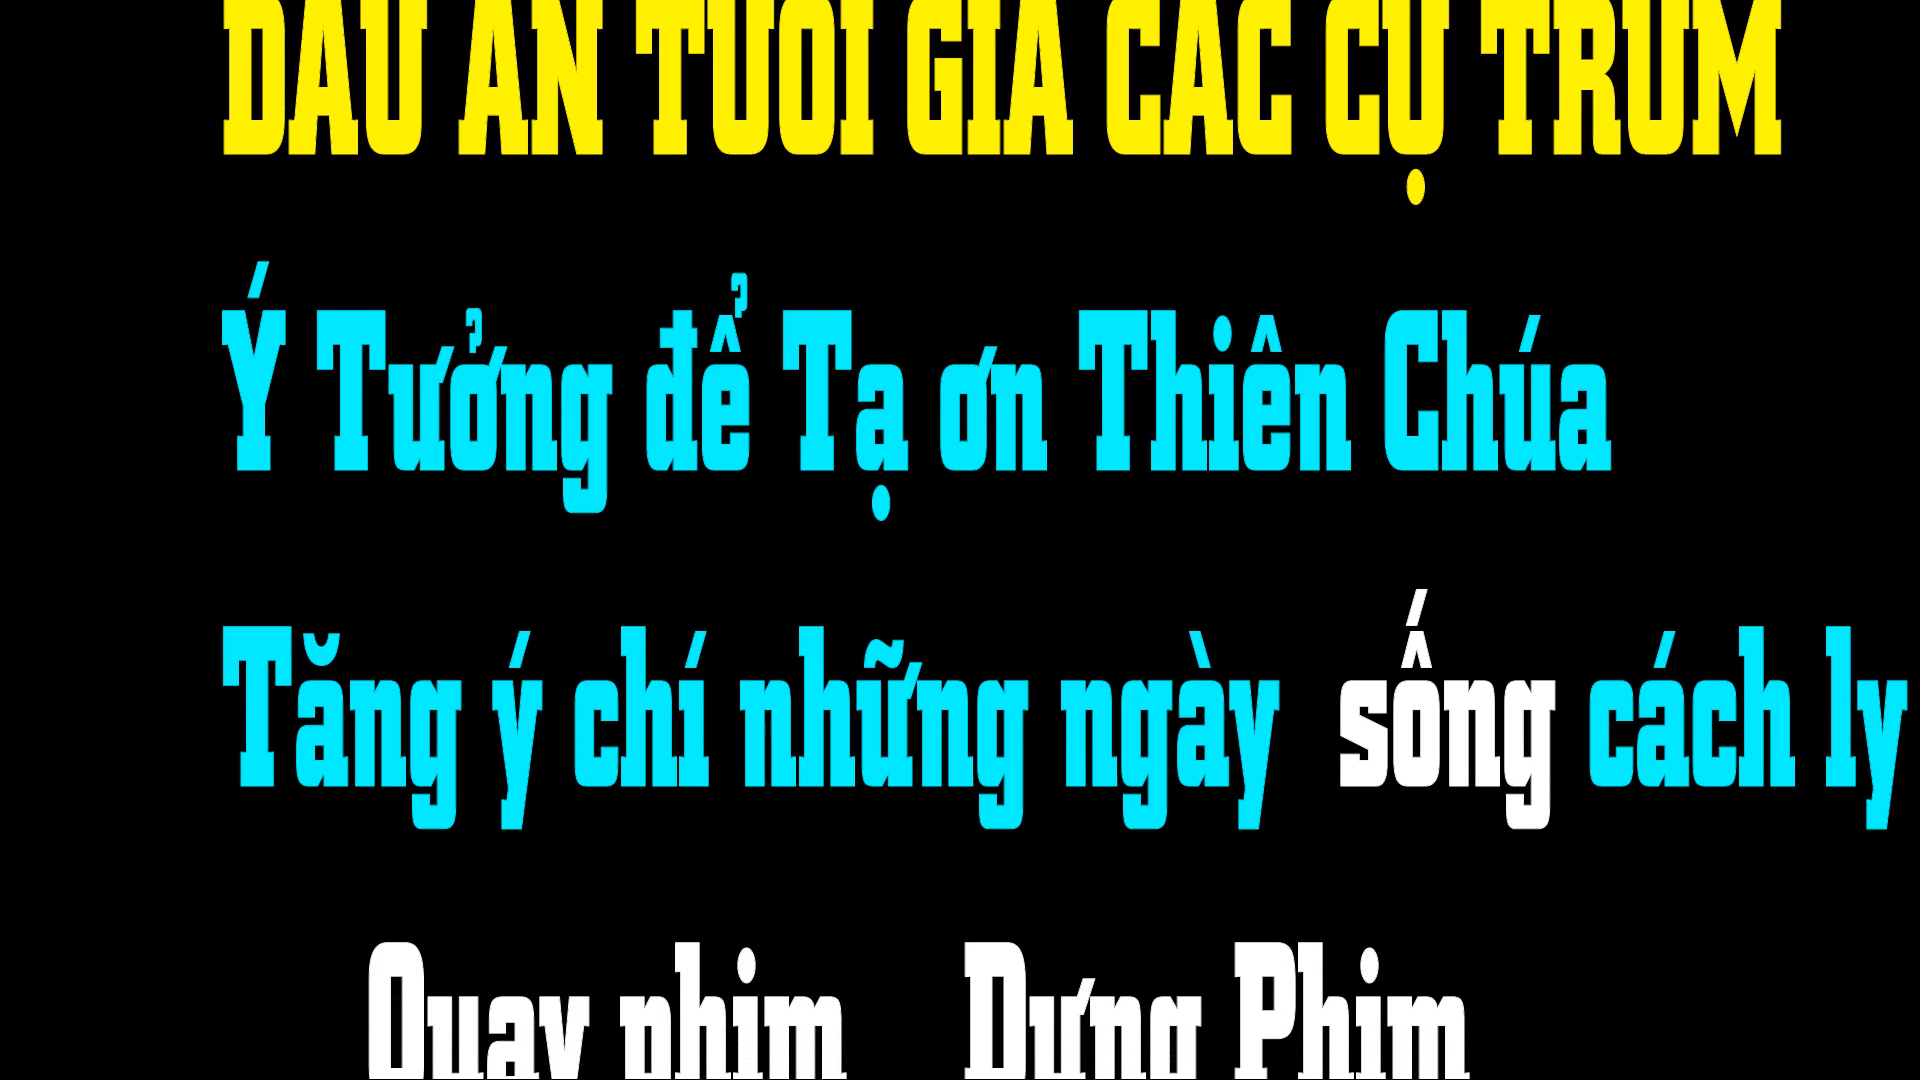 DẤU ẤN TUỔI GIÀ CÁC CỤ TRÙM
Ý Tưởng để Tạ ơn Thiên Chúa
Tăng ý chí những ngày sống cách ly
Quay phim Dựng Phim